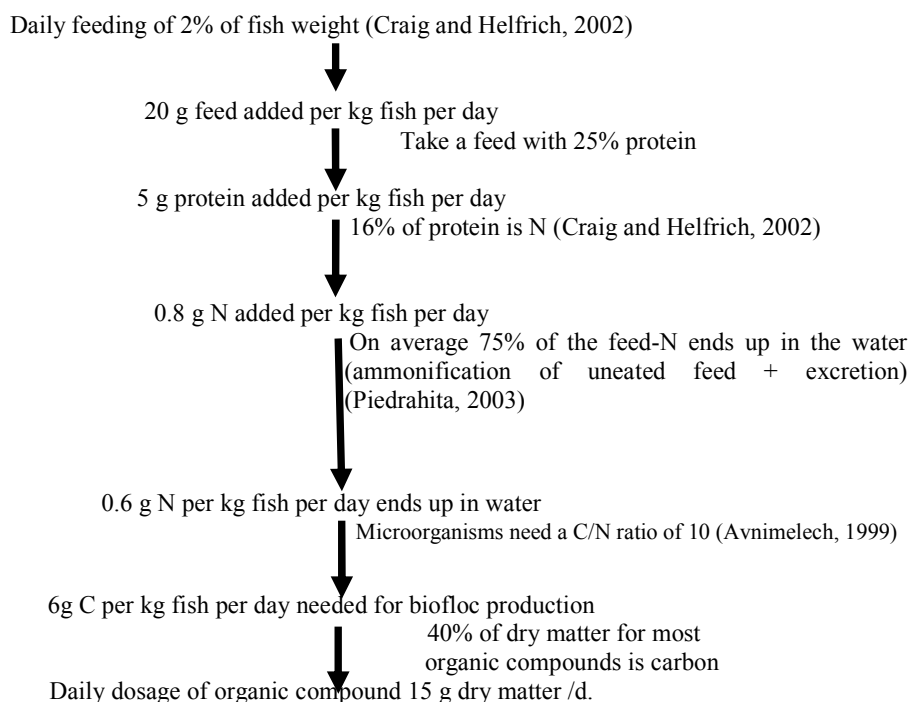 Daily feeding of 2% of fish weight (Craig and Helfrich, 2002)
20 g feed added per kg fish per day
Take a feed with 25% protein
5 g protein added per kg fish per day
16% of protein is N (Craig and Helfrich, 2002)
0.8 g N added per kg fish per day
On average 75% of the feed-N ends up in the water
(ammonification of uneated feed + excretion)
(Piedrahita, 2003)
0.6 g N per kg fish per day ends up in water
Microorganisms need a C/N ratio of 10 (Avnimelech, 1999)
6g C per kg fish per day needed for biofloc production
40% of dry matter for most
organic compounds is carbon
Daily dosage of organic compound 15 g dry matter /d.